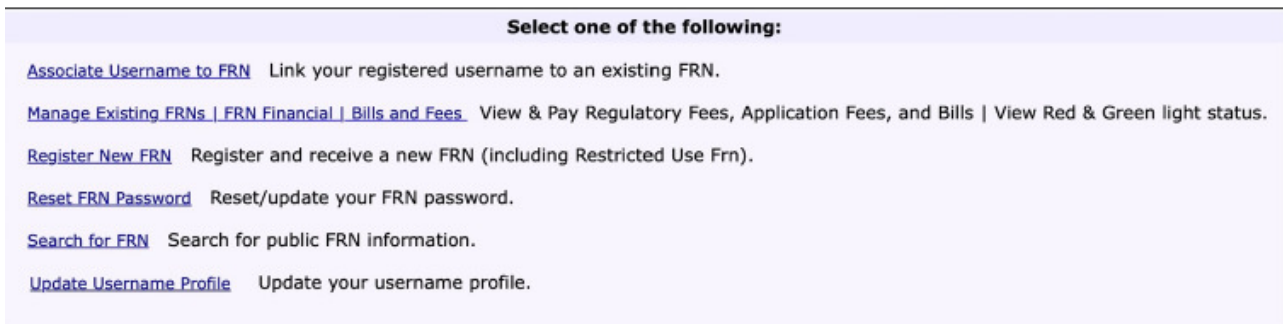 Select one of the following:
Associate Username to FRN Link your registered username to an existing FRN.
Manage Existing FRNs | FRN Financial | Bills and Fees View & Pay Regulatory Fees, Application Fees, and Bills | View Red & Green light status.
Register New FRN Register and receive a new FRN (including Restricted Use Frn).
Reset FRN Password Reset/update your FRN password.
Search for FRN Search for public FRN information.
Update Username Profile Update your username profile.